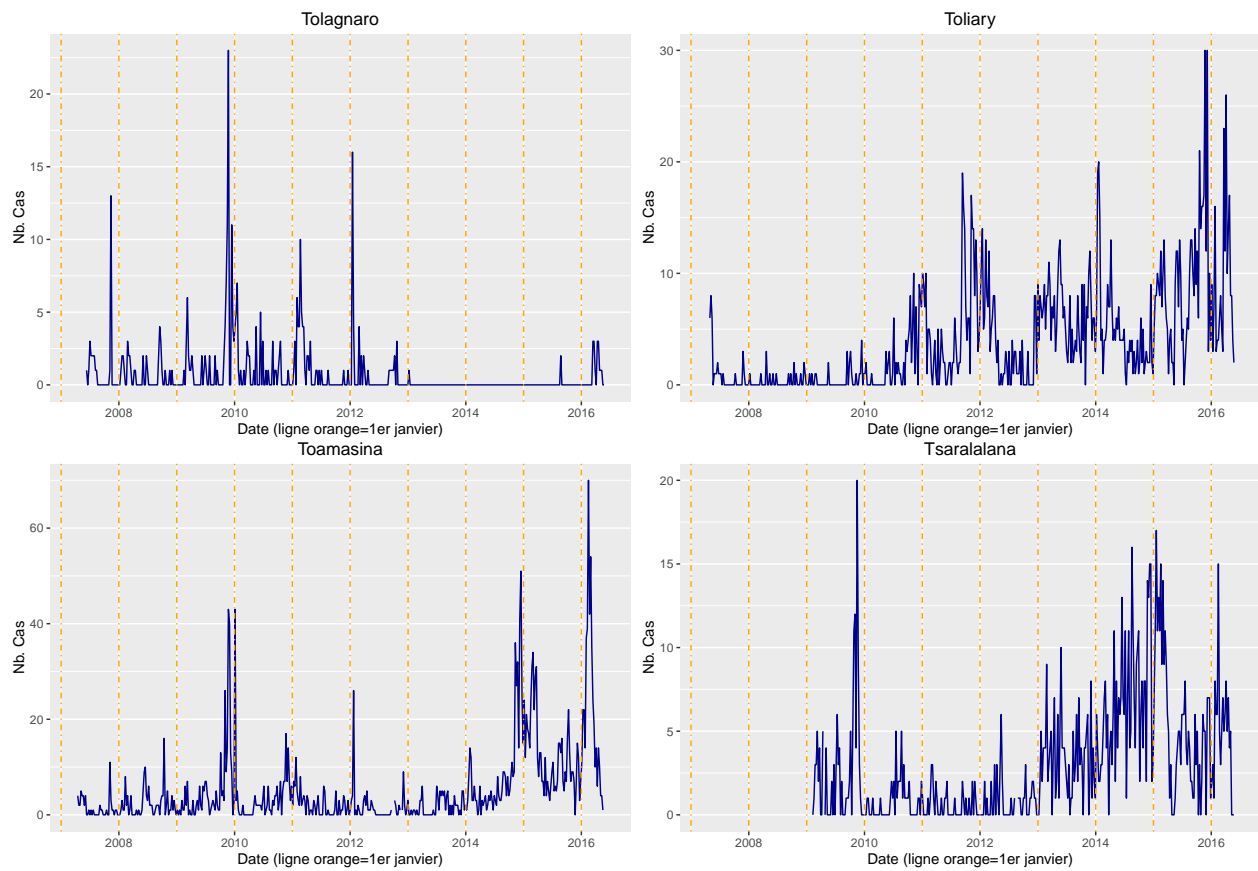 Tolagnaro
Nb. Cas
20
15
10
5
0
2008 2010 2012 2014 2016
Date (ligne orange=1er janvier)
Toliary
Nb. Cas
30
20
10
0
2008 2010 2012 2014 2016
Date (ligne orange=1er janvier)
Toamasina
Nb. Cas
60
40
20
0
2008 2010 2012 2014 2016
Date (ligne orange=1er janvier)
Tsaralalana
Nb. Cas
20
15
10
5
0
2008 2010 2012 2014 2016
Date (ligne orange=1er janvier)